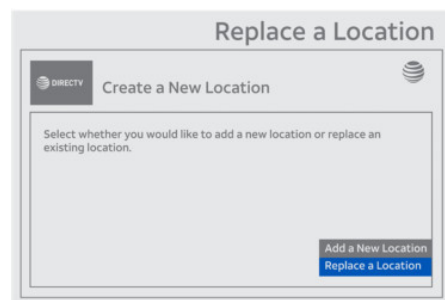 Replace a Location
DIRECTV
Create a New Location
Select whether you would like to add a new location or replace an
existing location.
Add a New Location
Replace a Location